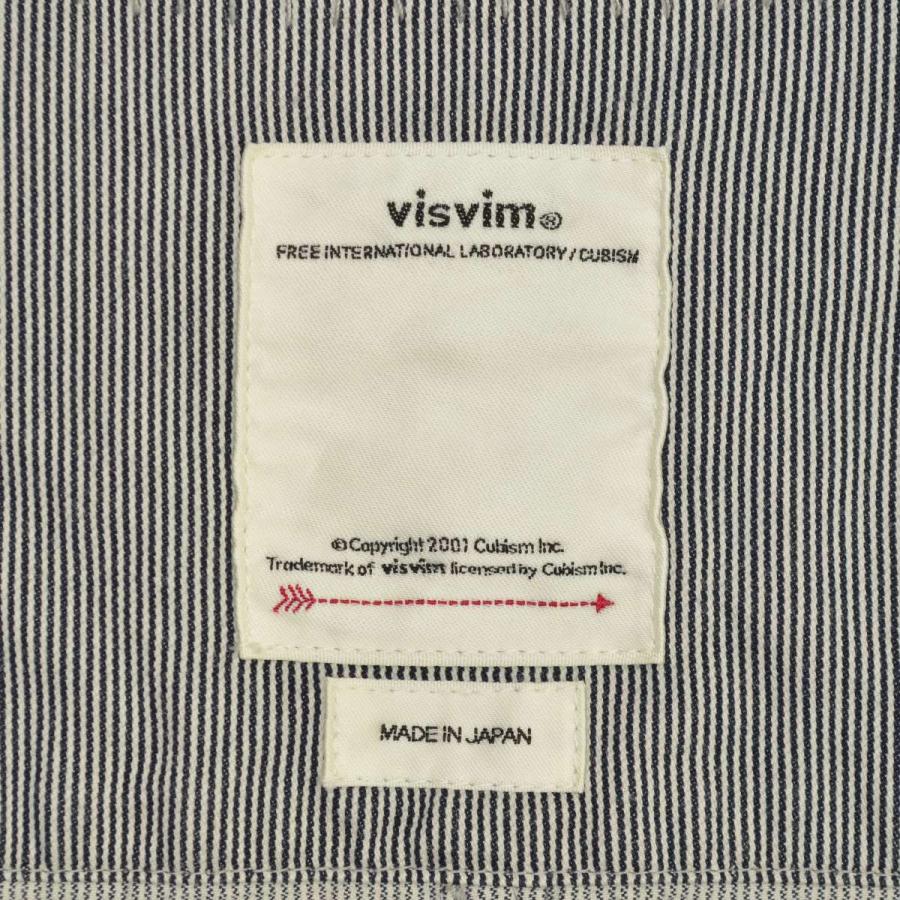 visvim®
FREE INTERNATIONAL LABORATORY / CUBISM
© Copyright 2001 Cubism Inc.
Trademark of visvim licensed by Cubism Inc.
MADE IN JAPAN